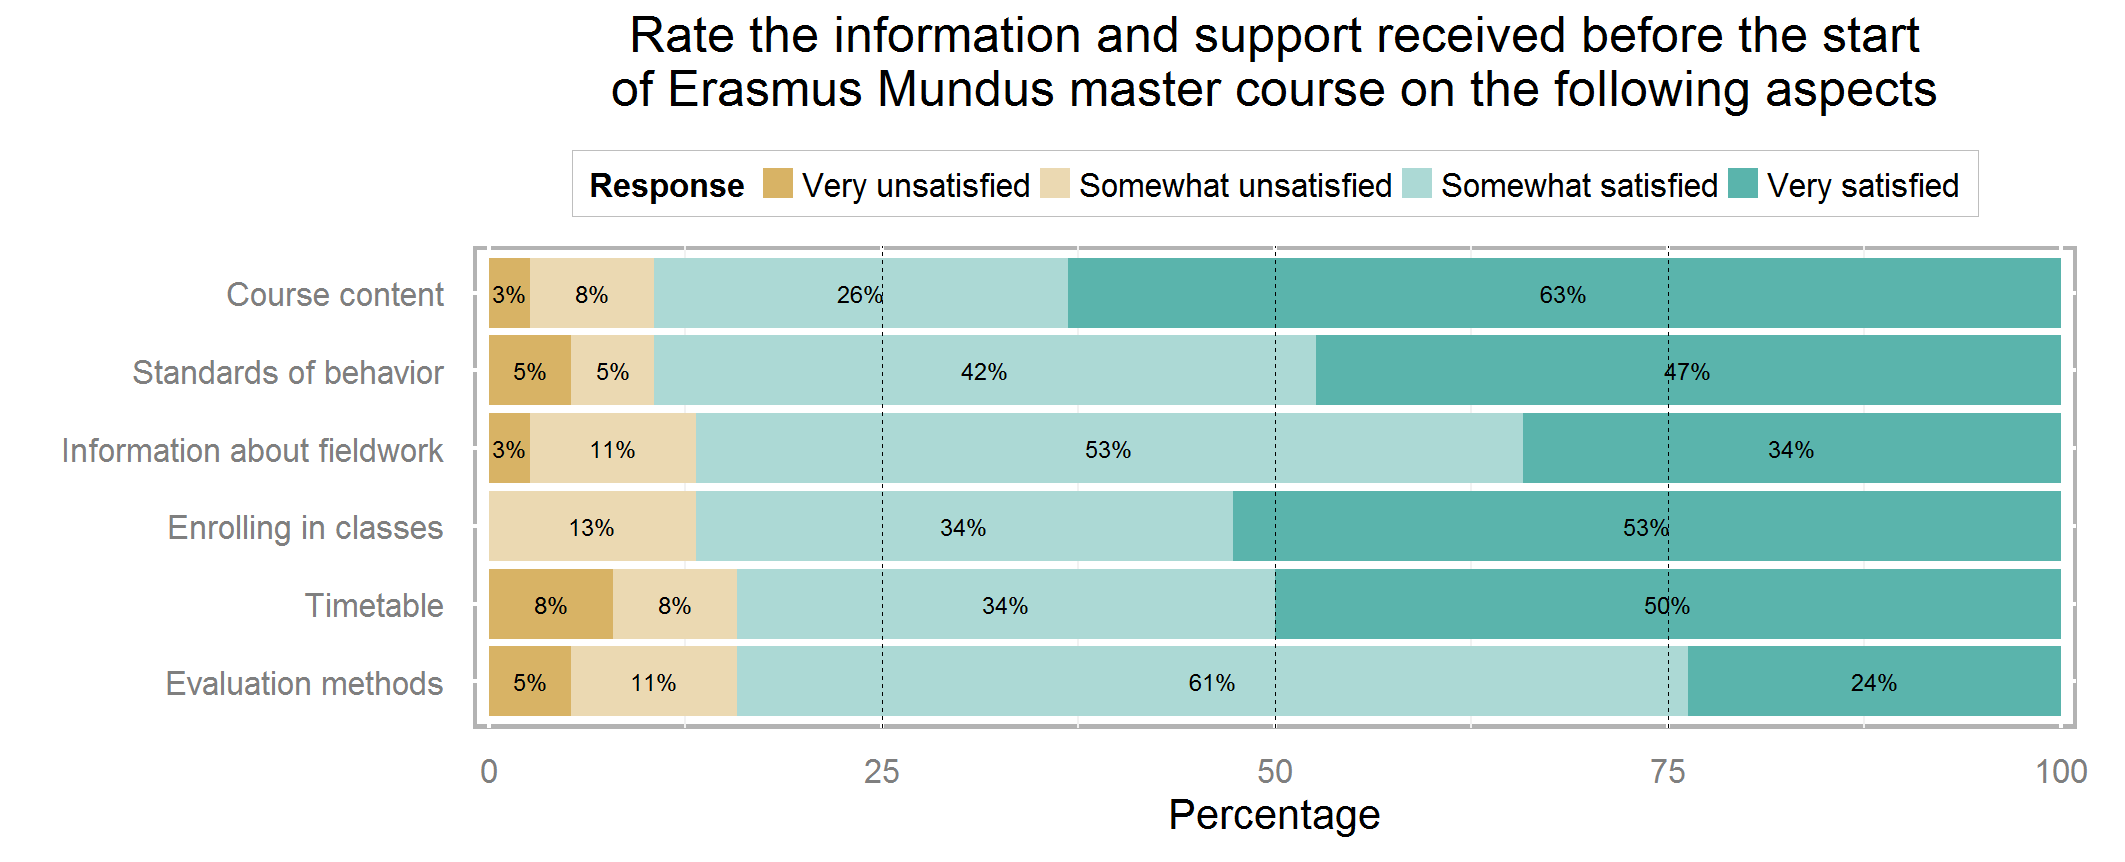 Rate the information and support received before the start
of Erasmus Mundus master course on the following aspects
Response Very unsatisfied Somewhat unsatisfied Somewhat satisfied Very satisfied
Course content 3% 8% 26% 63%
Standards of behavior 5% 5% 42% 47%
Information about fieldwork 3% 11% 53% 34%
Enrolling in classes 13% 34% 53%
Timetable 8% 8% 34% 50%
Evaluation methods 5% 11% 61% 24%
0 25 50 75 100
Percentage